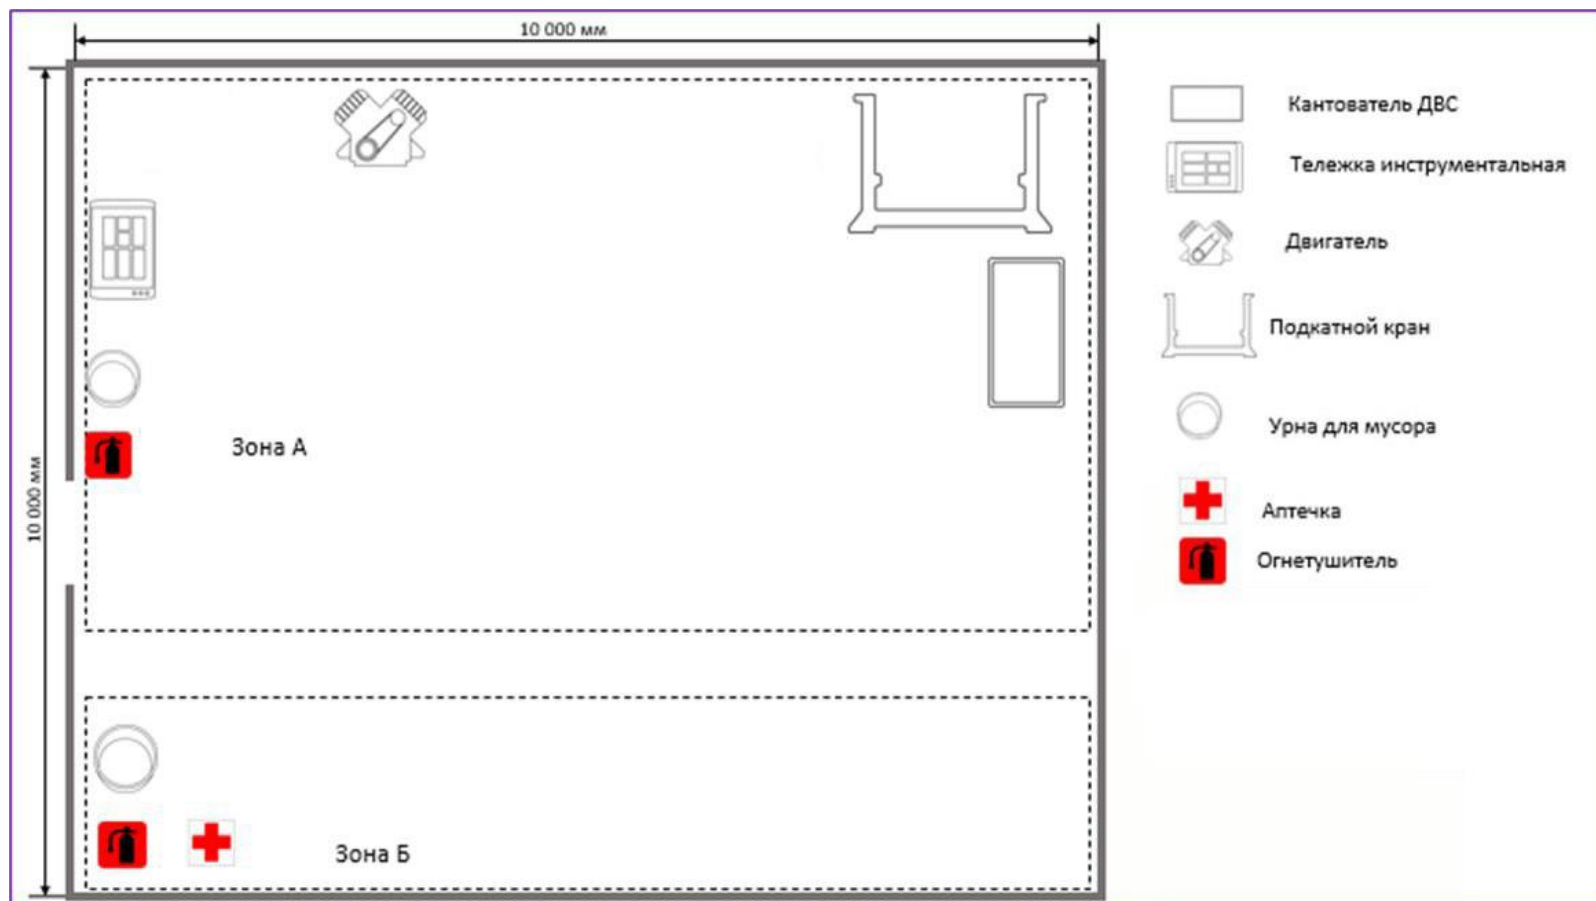 10 000 мм
Кантователь ДВС
Тележка инструментальная
Двигатель
Подкатной кран
Урна для мусора
Зона А
10 000 мм
Аптечка
Огнетушитель
Зона Б